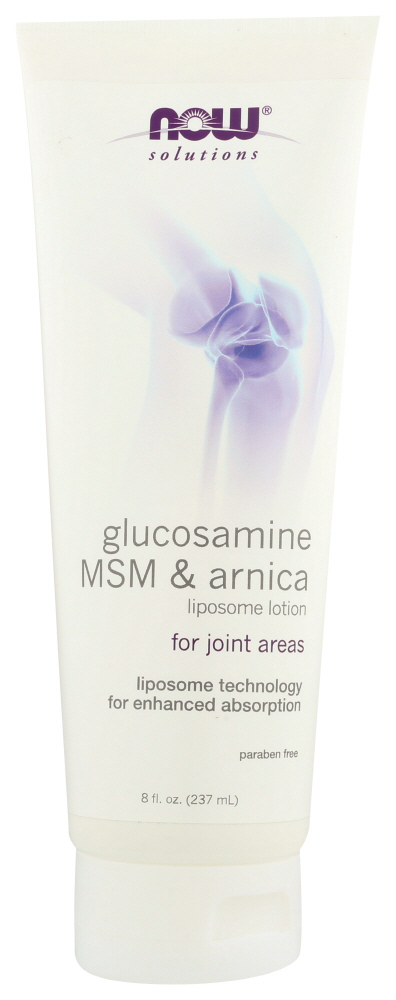 now®
solutions
glucosamine
MSM & arnica
liposome lotion
for joint areas
liposome technology
for enhanced absorption
paraben free
8 fl. oz. (237 mL)